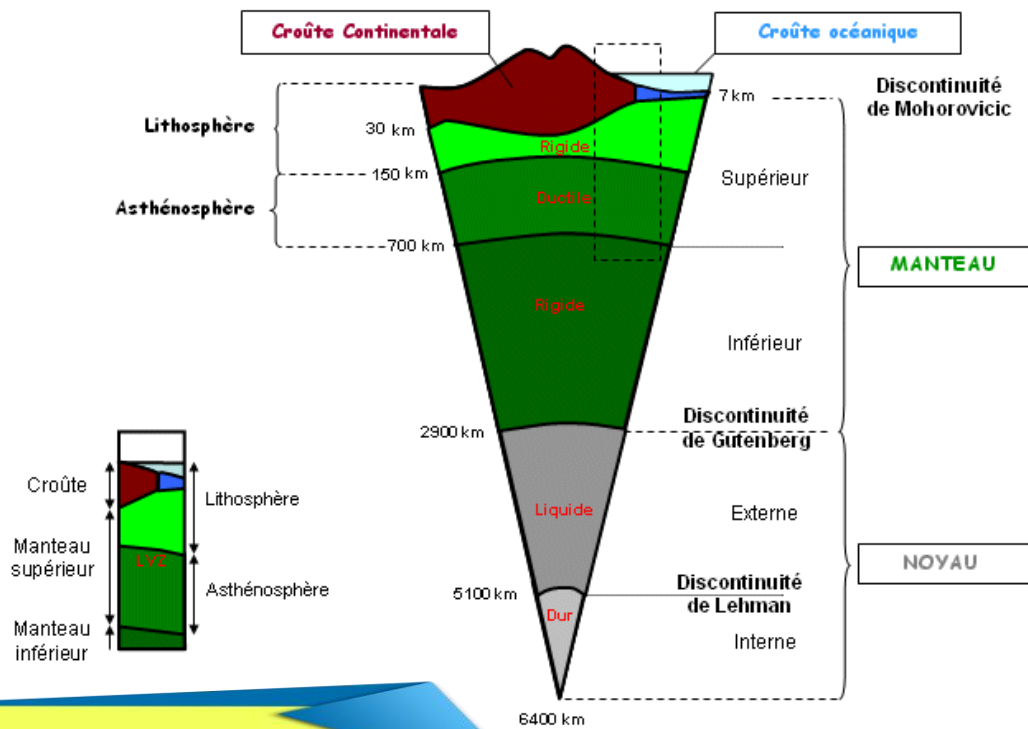 Croûte Continentale
Croûte océanique
Discontinuité
de Mohorovicic
7 km
Lithosphère
30 km
Rigide
150 km
Supérieur
Asthénosphère
Ductile
700 km
MANTEAU
Rigide
Inférieur
Discontinuité
de Gutenberg
2900 km
Croûte
Lithosphère
Liquide
Externe
Manteau
supérieur
LVZ
NOYAU
Asthénosphère
5100 km
Discontinuité
de Lehman
Dur
Manteau
inférieur
Interne
6400 km